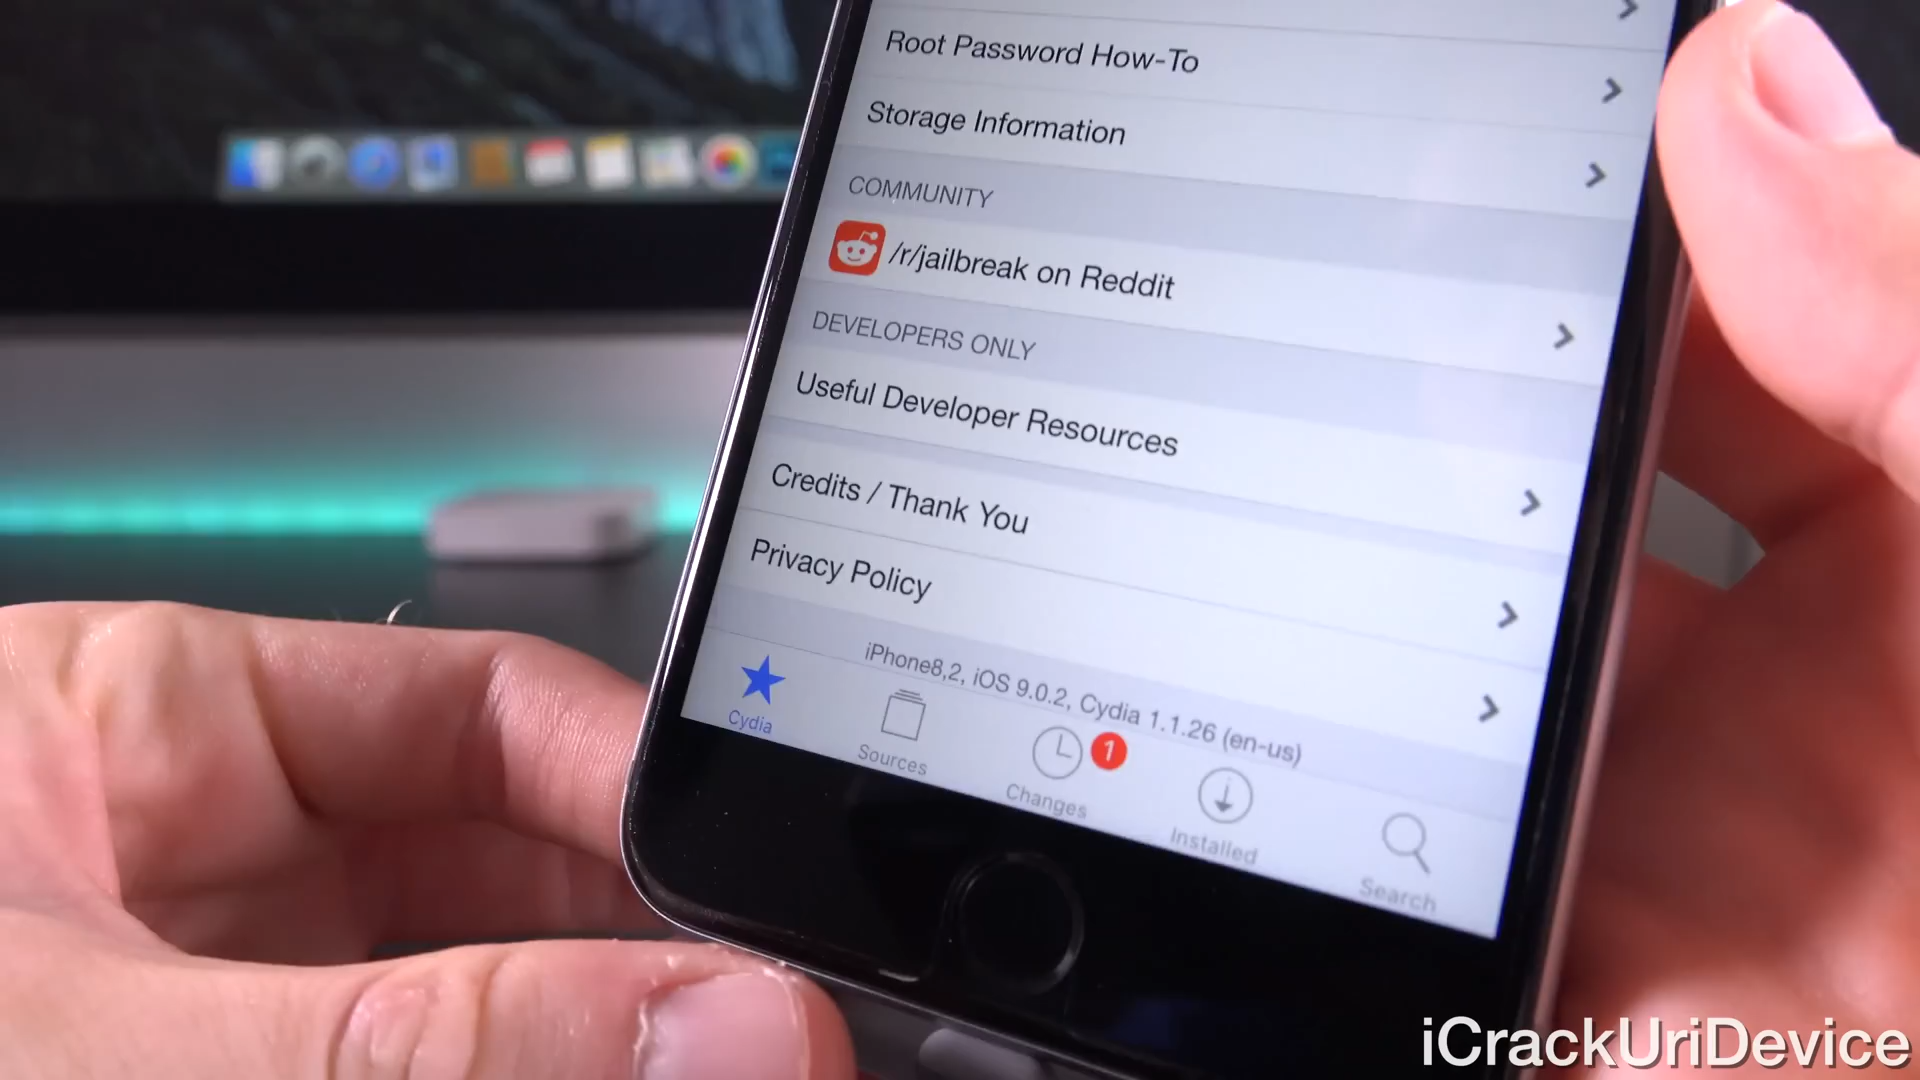 Root Password How-To
Storage Information
COMMUNITY
/r/jailbreak on Reddit
DEVELOPERS ONLY
Useful Developer Resources
Credits / Thank You
Privacy Policy
iPhone8,2, iOS 9.0.2, Cydia 1.1.26 (en-us)
Cydia
Sources
Changes
1
Installed
Search
iCrackUriDevice